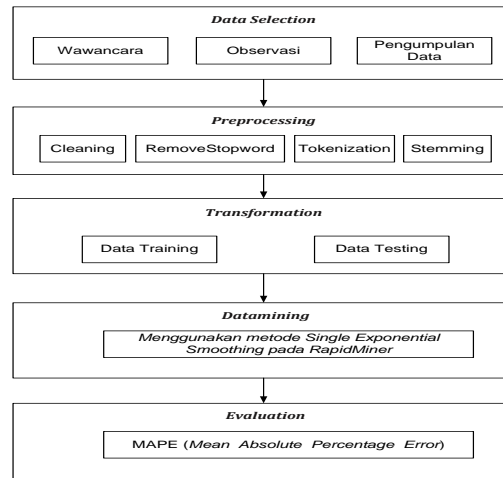 Data Selection
Wawancara
Observasi
Pengumpulan
Data
Preprocessing
Cleaning
RemoveStopword
Tokenization
Stemming
Transformation
Data Training
Data Testing
Datamining
Menggunakan metode Single Exponential
Smoothing pada RapidMiner
Evaluation
MAPE (Mean Absolute Percentage Error)